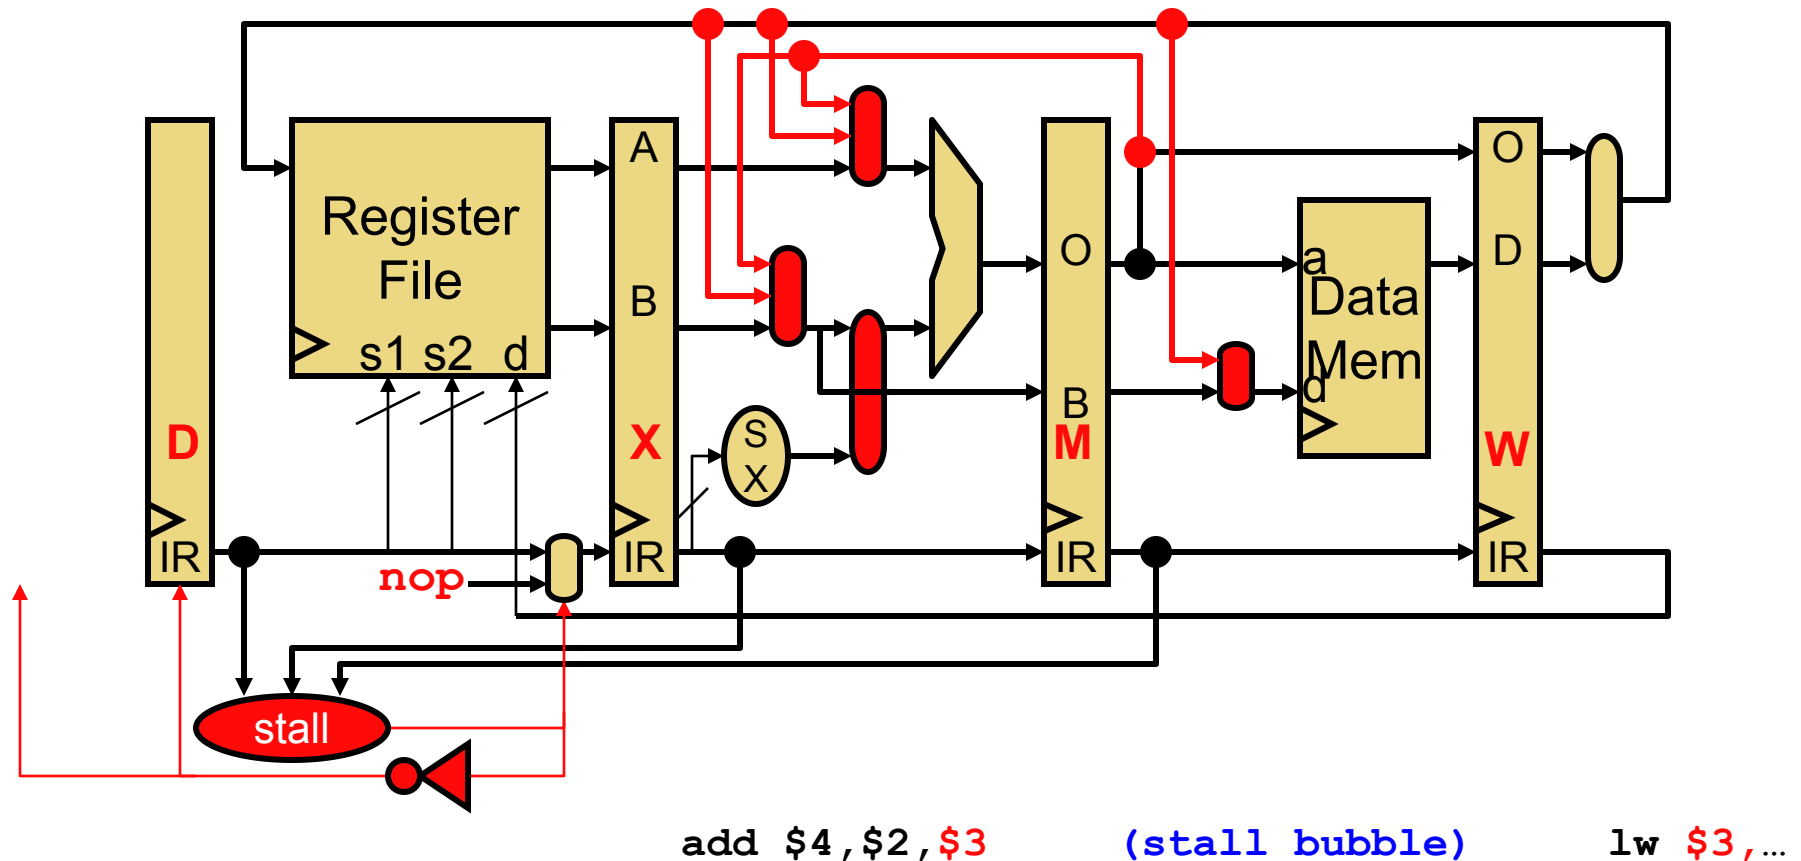 A
O
Register
File
S
X
B
O
D
a
Data
Mem
d
s1 s2 d
B
D
X
M
W
IR
IR
IR
IR
nop
stall
add $4,$2,$3
(stall bubble)
lw $3,…